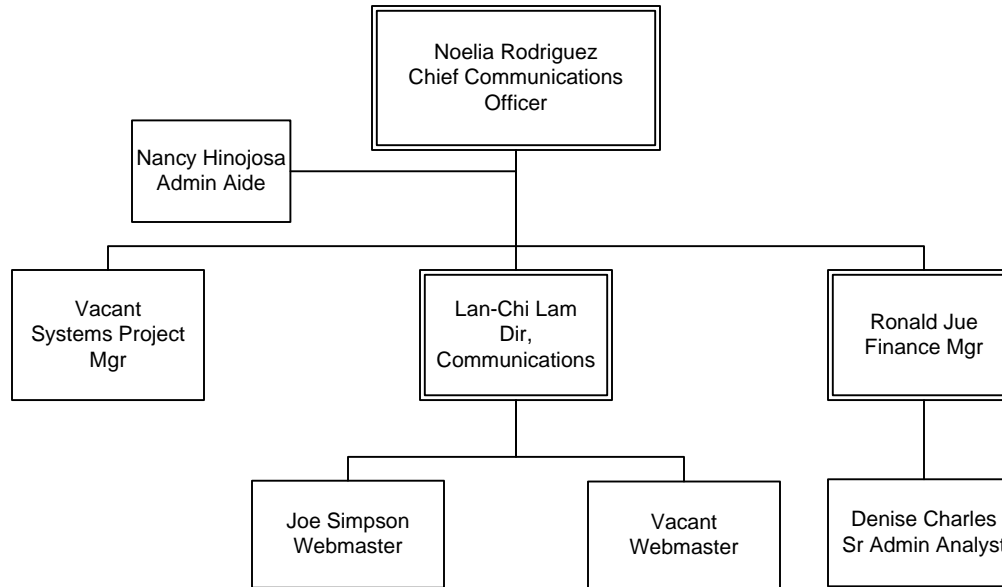 Noelia Rodriguez
Chief Communications
Officer
Nancy Hinojosa
Admin Aide
Vacant
Systems Project
Mgr
Lan-Chi Lam
Dir,
Communications
Ronald Jue
Finance Mgr
Joe Simpson
Webmaster
Vacant
Webmaster
Denise Charles
Sr Admin Analyst